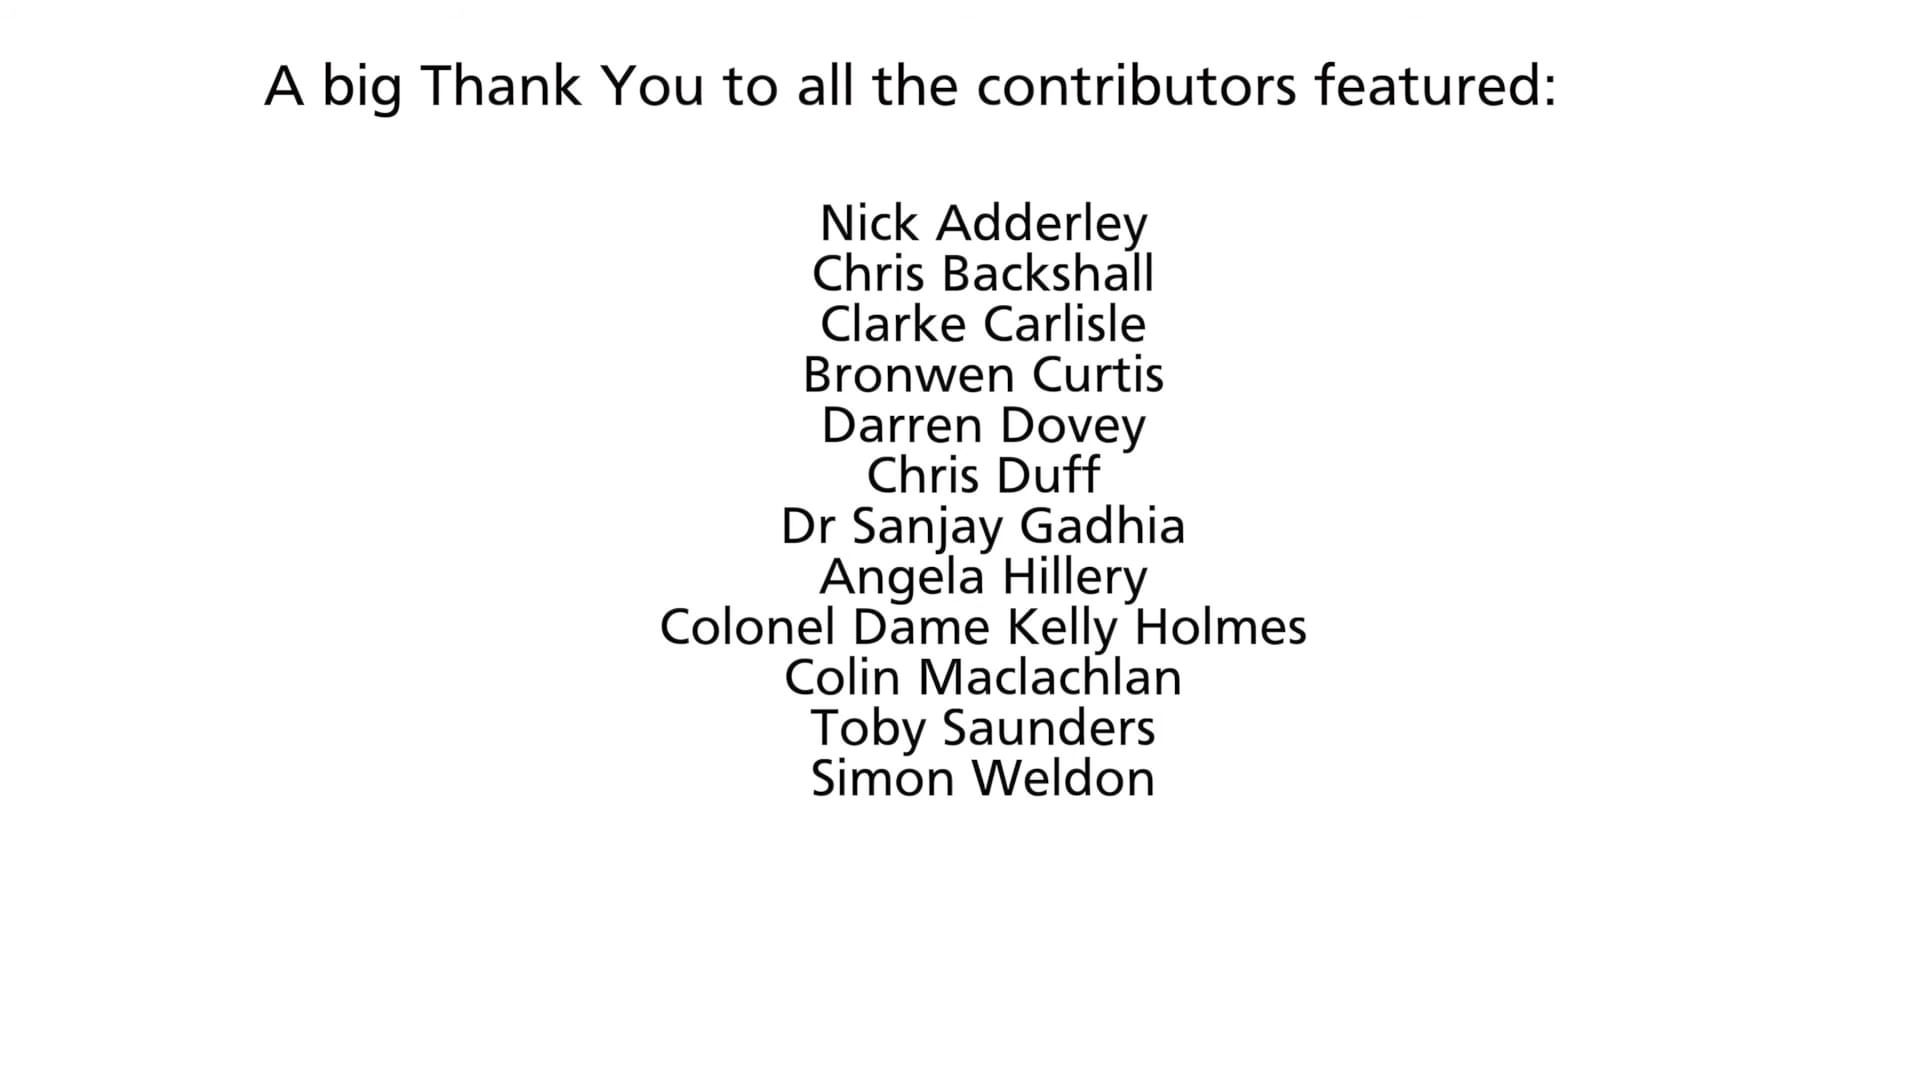 A big Thank You to all the contributors featured:
Nick Adderley
Chris Backshall
Clarke Carlisle
Bronwen Curtis
Darren Dovey
Chris Duff
Dr Sanjay Gadhia
Angela Hillery
Colonel Dame Kelly Holmes
Colin Maclachlan
Toby Saunders
Simon Weldon